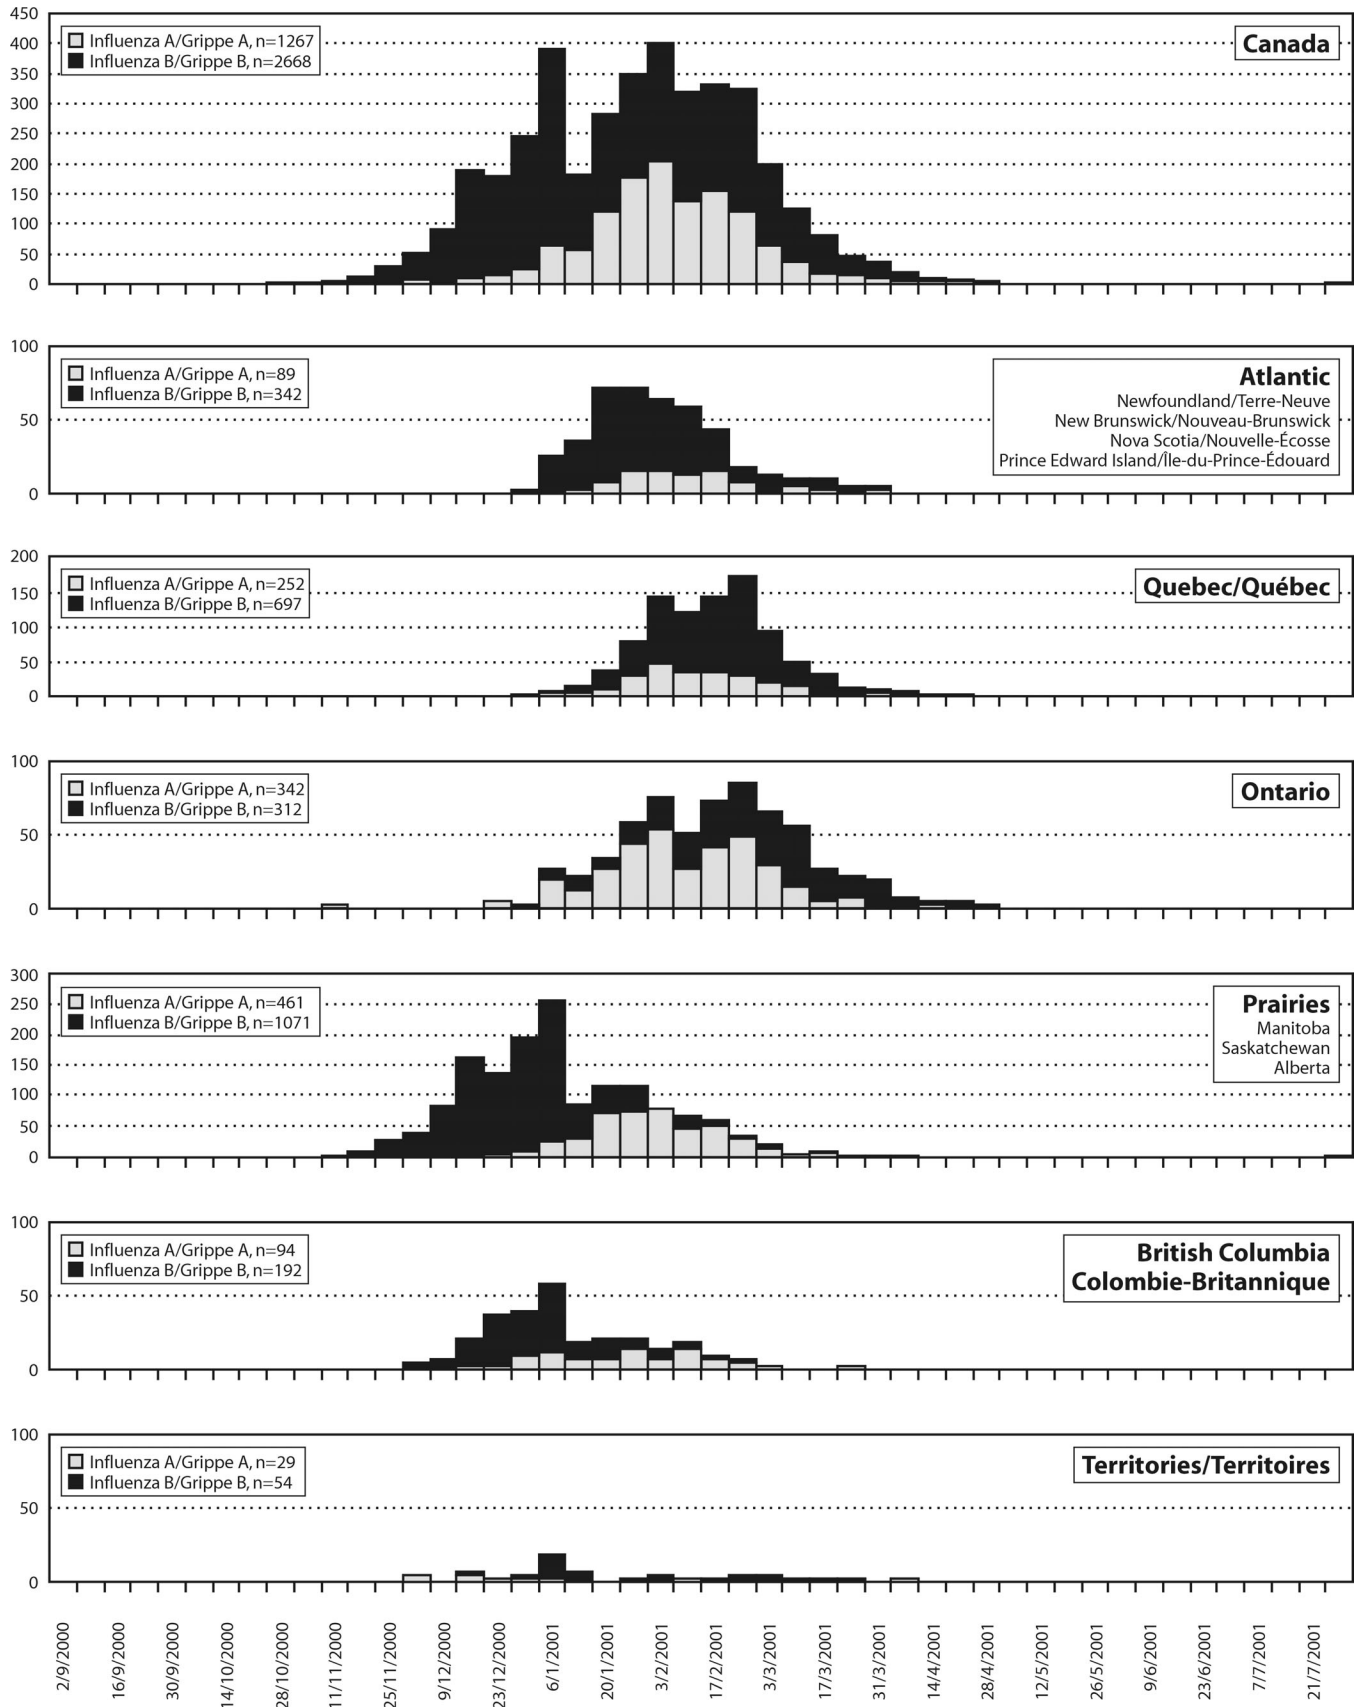 450
400
350
300
250
200
150
100
50
0
Influenza A/Grippe A, n=1267
Influenza B/Grippe B, n=2668
Canada
100
50
0
Influenza A/Grippe A, n=89
Influenza B/Grippe B, n=342
Atlantic
Newfoundland/Terre-Neuve
New Brunswick/Nouveau-Brunswick
Nova Scotia/Nouvelle-Écosse
Prince Edward Island/Île-du-Prince-Édouard
200
150
100
50
0
Influenza A/Grippe A, n=252
Influenza B/Grippe B, n=697
Quebec/Québec
100
50
0
Influenza A/Grippe A, n=342
Influenza B/Grippe B, n=312
Ontario
300
250
200
150
100
50
0
Influenza A/Grippe A, n=461
Influenza B/Grippe B, n=1071
Prairies
Manitoba
Saskatchewan
Alberta
100
50
0
Influenza A/Grippe A, n=94
Influenza B/Grippe B, n=192
British Columbia
Colombie-Britannique
100
50
0
Influenza A/Grippe A, n=29
Influenza B/Grippe B, n=54
Territories/Territoires
2/9/2000
16/9/2000
30/9/2000
14/10/2000
28/10/2000
11/11/2000
25/11/2000
9/12/2000
23/12/2000
6/1/2001
20/1/2001
3/2/2001
17/2/2001
3/3/2001
17/3/2001
31/3/2001
14/4/2001
28/4/2001
12/5/2001
26/5/2001
9/6/2001
23/6/2001
7/7/2001
21/7/2001